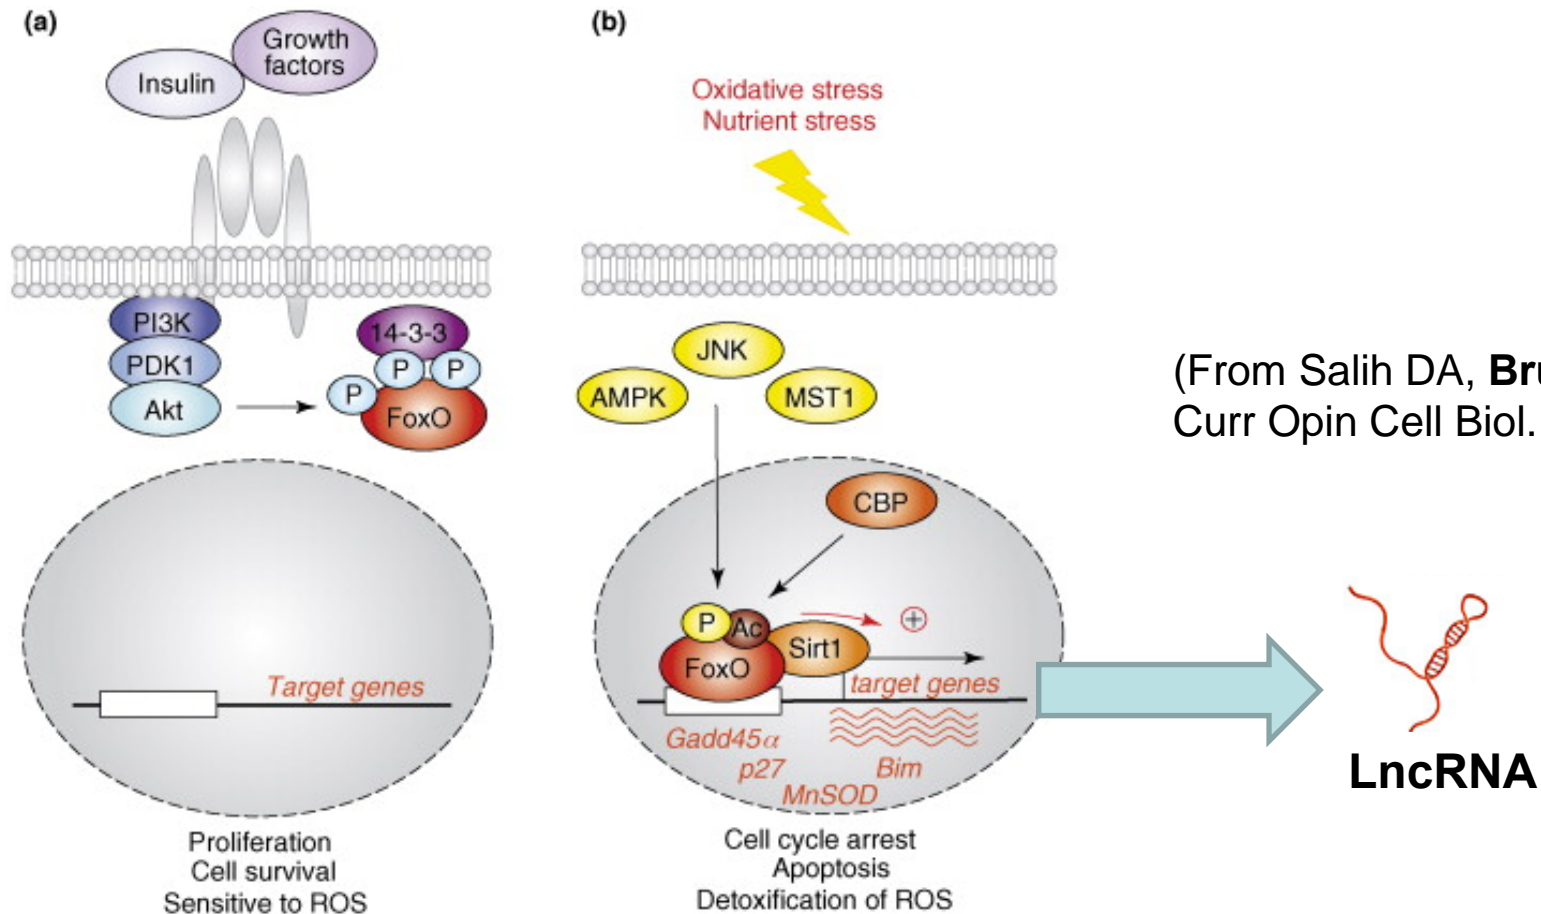 (a)
Growth
factors
Insulin
PI3K
PDK1
Akt
14-3-3
P
P
P
FoxO
Target genes
Proliferation
Cell survival
Sensitive to ROS
(b)
Oxidative stress
Nutrient stress
JNK
AMPK
MST1
CBP
P
Ac
Sirt1
+
FoxO
target genes
Gadd45α
p27
Bim
MnSOD
Cell cycle arrest
Apoptosis
Detoxification of ROS
(From Salih DA,
Curr Opin Cell Biol.
LncRNA